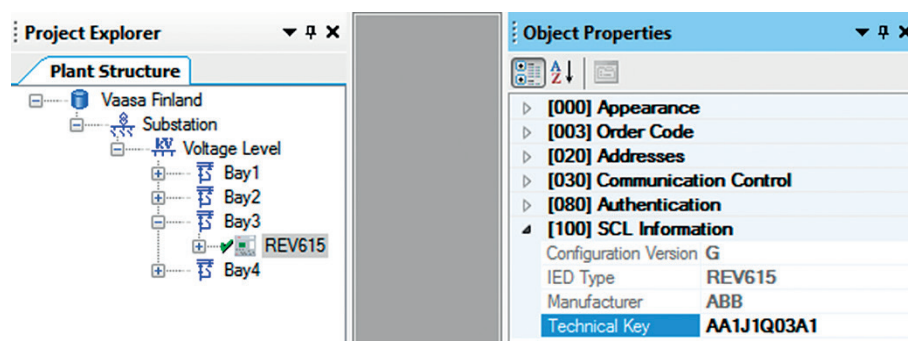 Project Explorer
Plant Structure
Vaasa Finland
Substation
KV Voltage Level
Bay1
Bay2
Bay3
REV615
Bay4
Object Properties
A
Z
[000] Appearance
[003] Order Code
[020] Addresses
[030] Communication Control
[080] Authentication
[100] SCL Information
Configuration Version G
IED Type REV615
Manufacturer ABB
Technical Key AA1J1Q03A1